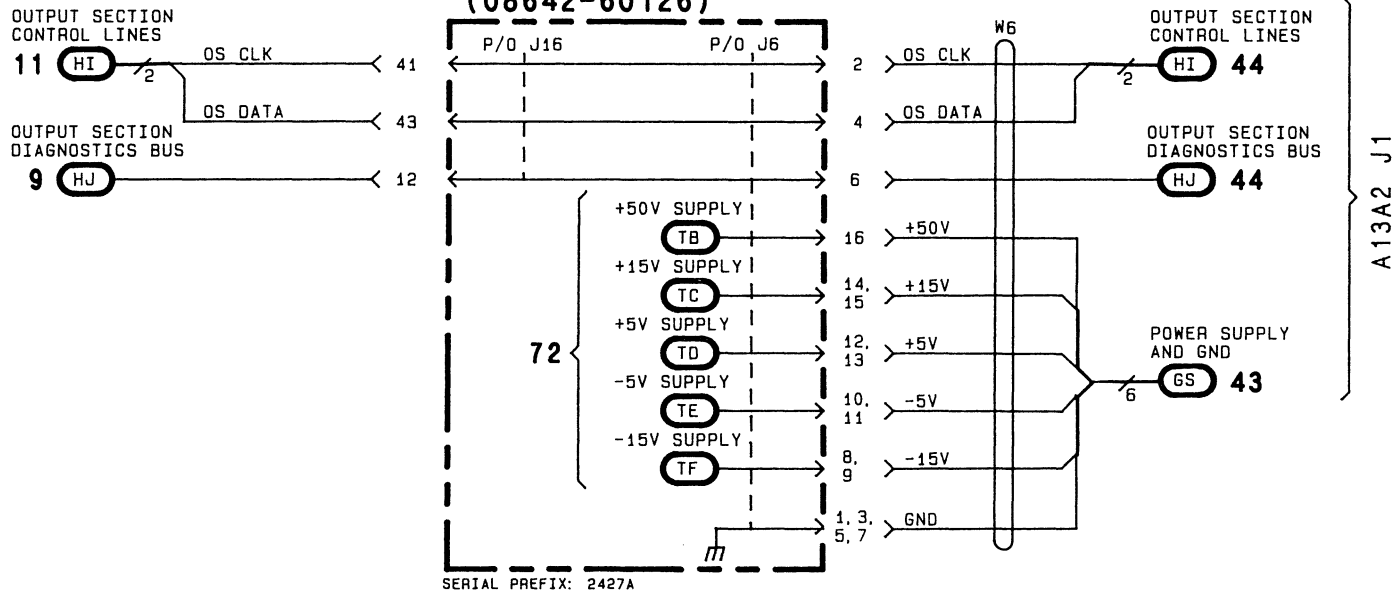 (08642-60126)
OUTPUT SECTION
CONTROL LINES
11 HI
2
OS CLK
41
P/O J16
P/O J6
2
OS CLK
W6
OUTPUT SECTION
CONTROL LINES
2
HI 44
OS DATA
43
4
OS DATA
OUTPUT SECTION
DIAGNOSTICS BUS
9 HJ
12
6
OUTPUT SECTION
DIAGNOSTICS BUS
HJ 44
A13A2 J1
72
+50V SUPPLY
TB
16
+50V
+15V SUPPLY
TC
14,
15
+15V
+5V SUPPLY
TD
12,
13
+5V
POWER SUPPLY
AND GND
6
GS 43
-5V SUPPLY
TE
10,
11
-5V
-15V SUPPLY
TF
8,
9
-15V
1, 3,
5, 7
GND
SERIAL PREFIX: 2427A